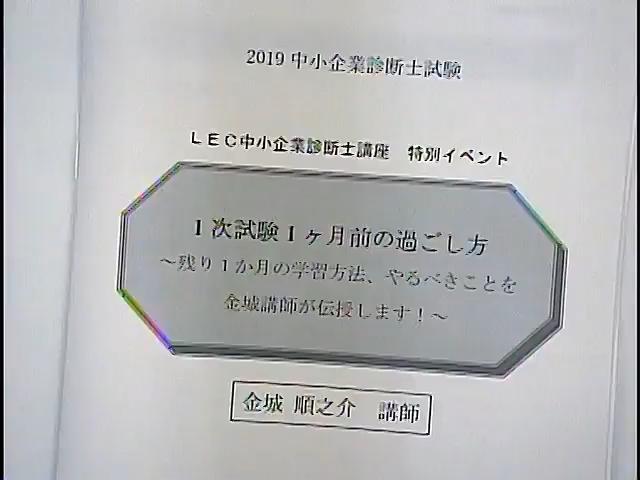 2019 中小企業診断士試験
ＬＥＣ中小企業診断士講座　特別イベント
１次試験１ヶ月前の過ごし方
～残り１か月の学習方法、やるべきことを
金城講師が伝授します！～
金城 順之介　講師